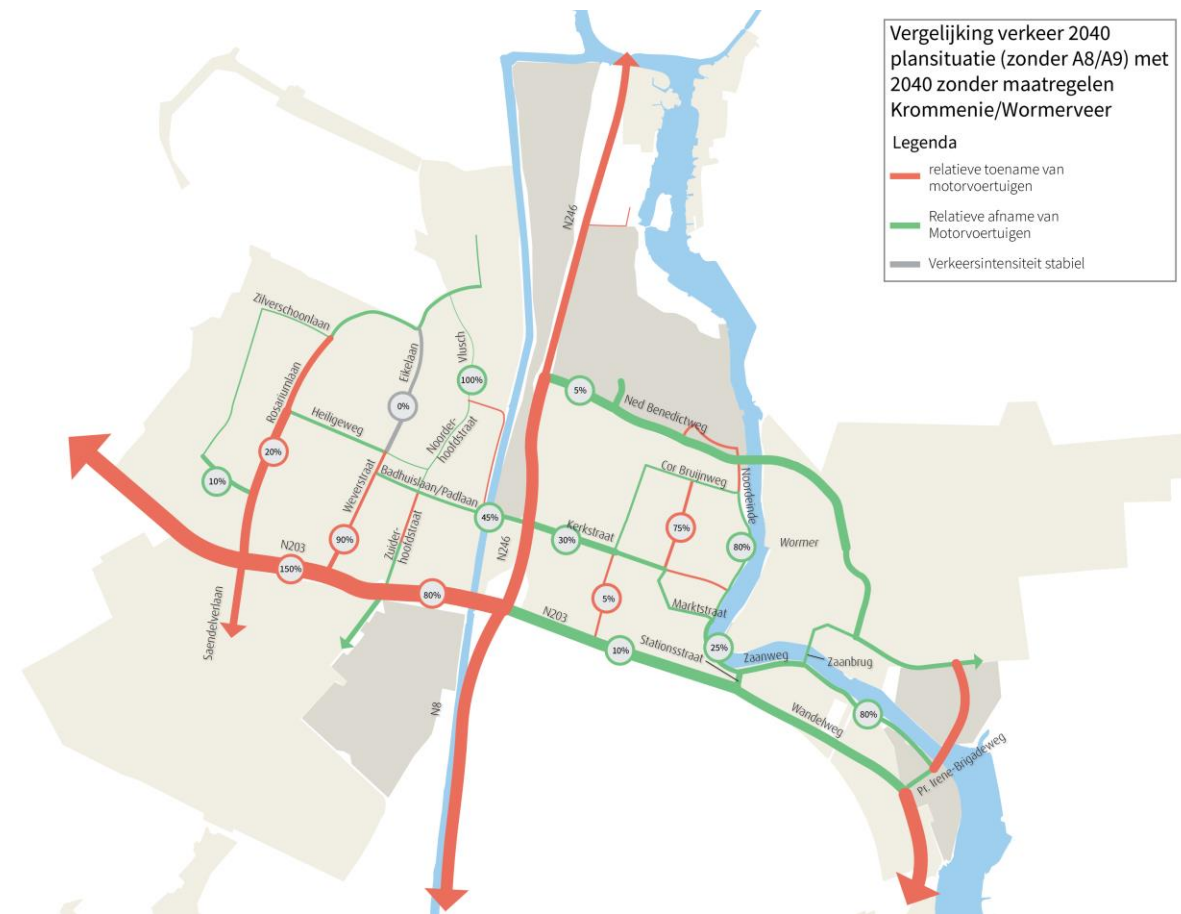 Vergelijking verkeer 2040
plansituatie (zonder A8/A9) met
2040 zonder maatregelen
Krommenie/Wormerveer
Legenda
relatieve toename van
motorvoertuigen
Relatieve afname van
Motorvoertuigen
Verkeersintensiteit stabiel
N246
Zilverschoonlaan
Rosariumlaan
Eikelaan
Vlusch
100%
0%
5%
Ned Benedictweg
Heiligeweg
Noorder-
hoofdstraat
20%
10%
Weverstraat
Badhuislaan/Padlaan
Cor Bruijnweg
Noordeinde
45%
75%
Kerkstraat
30%
80%
Wormer
90%
Zuider-
hoofdstraat
N246
N203
150%
80%
5%
Marktstraat
N203
10%
Stationsstraat
25%
Zaanweg
Zaanbrug
Saendelverlaan
N8
Wandelweg
80%
Pr. Irene-Brigadeweg